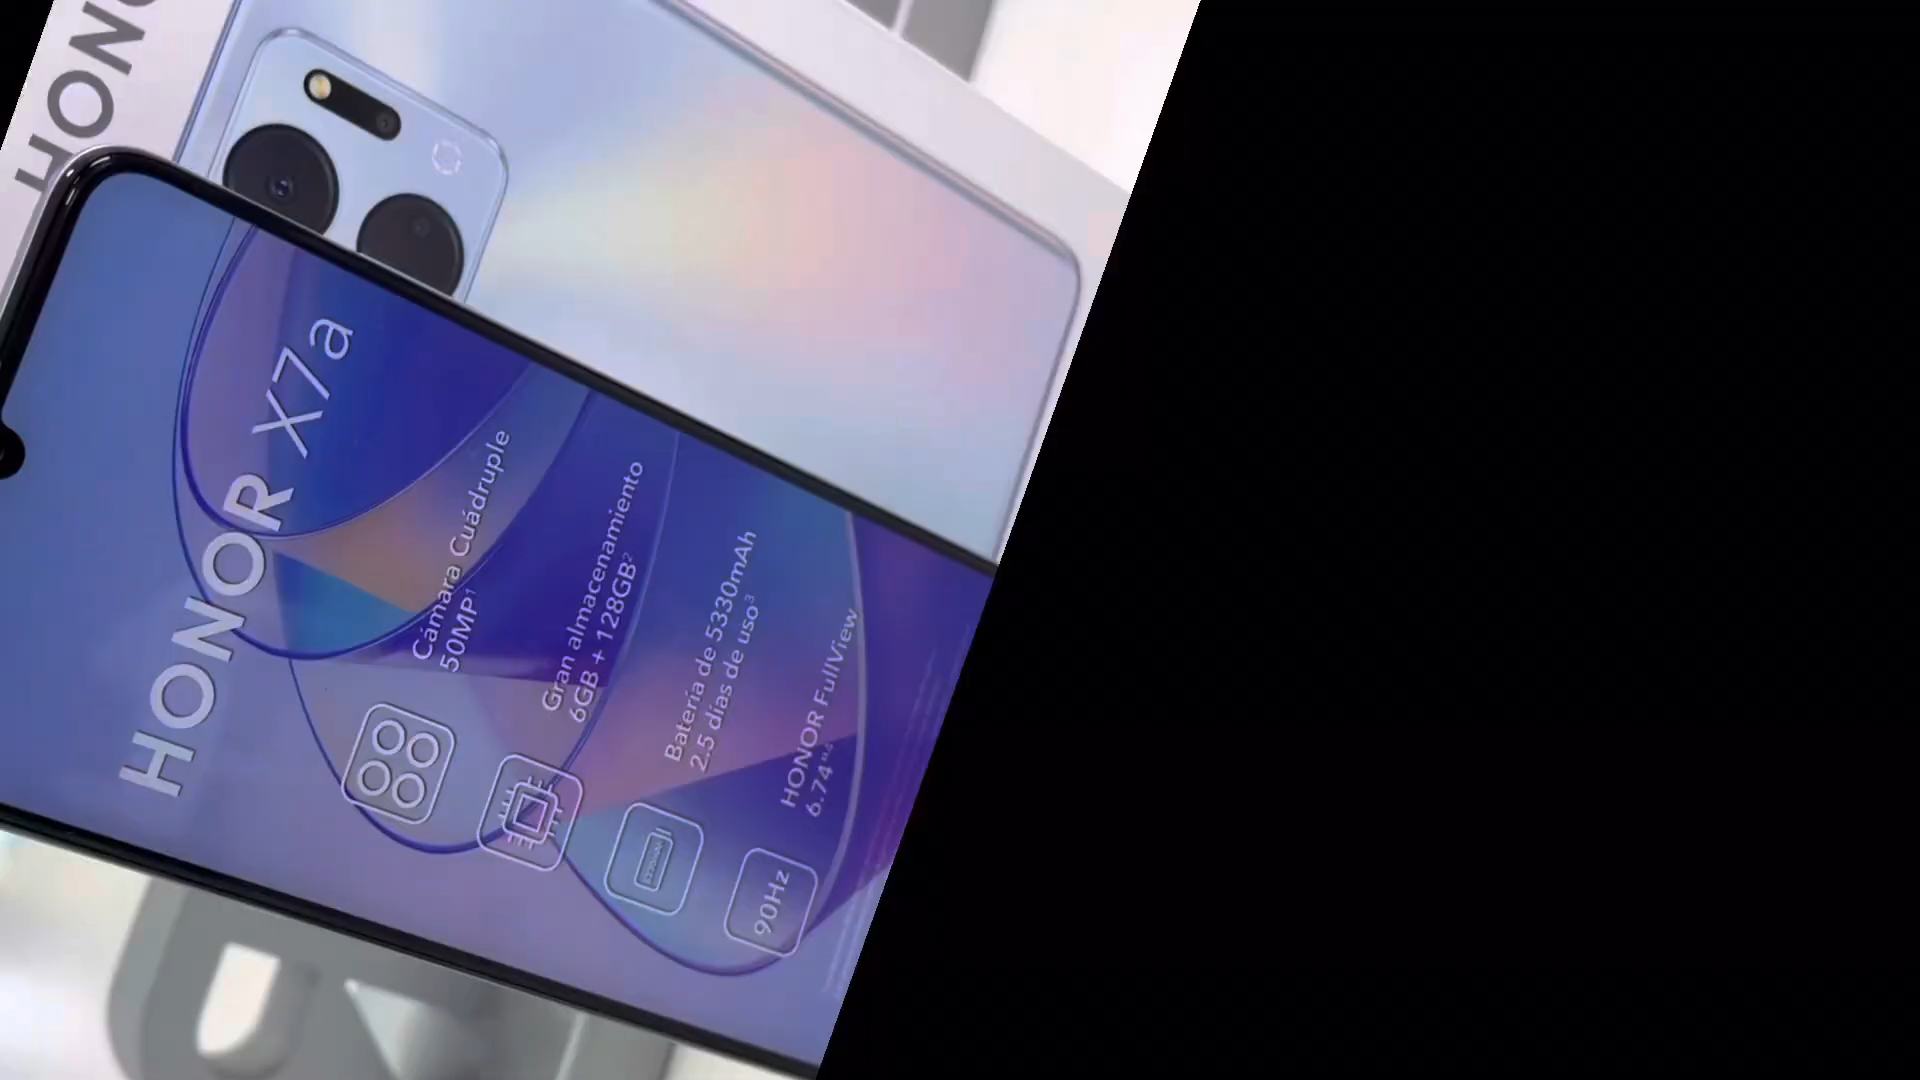 HONO
HONOR X7a
Cámara Cuádruple
50MP¹
Gran almacenamiento
6GB + 128GB²
Batería de 5330mAh
2.5 días de uso³
HONOR FullView
6.74"⁴
90Hz